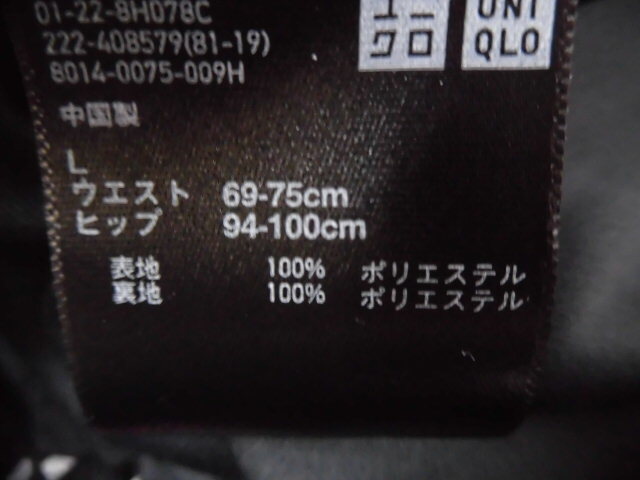 01-22-8H078C
222-408579(81-19)
8014-0075-009H
ユニ
クロ
UNI
QLO
中国製
L
ウエスト 69-75cm
ヒップ 94-100cm
表地 100% ポリエステル
裏地 100% ポリエステル